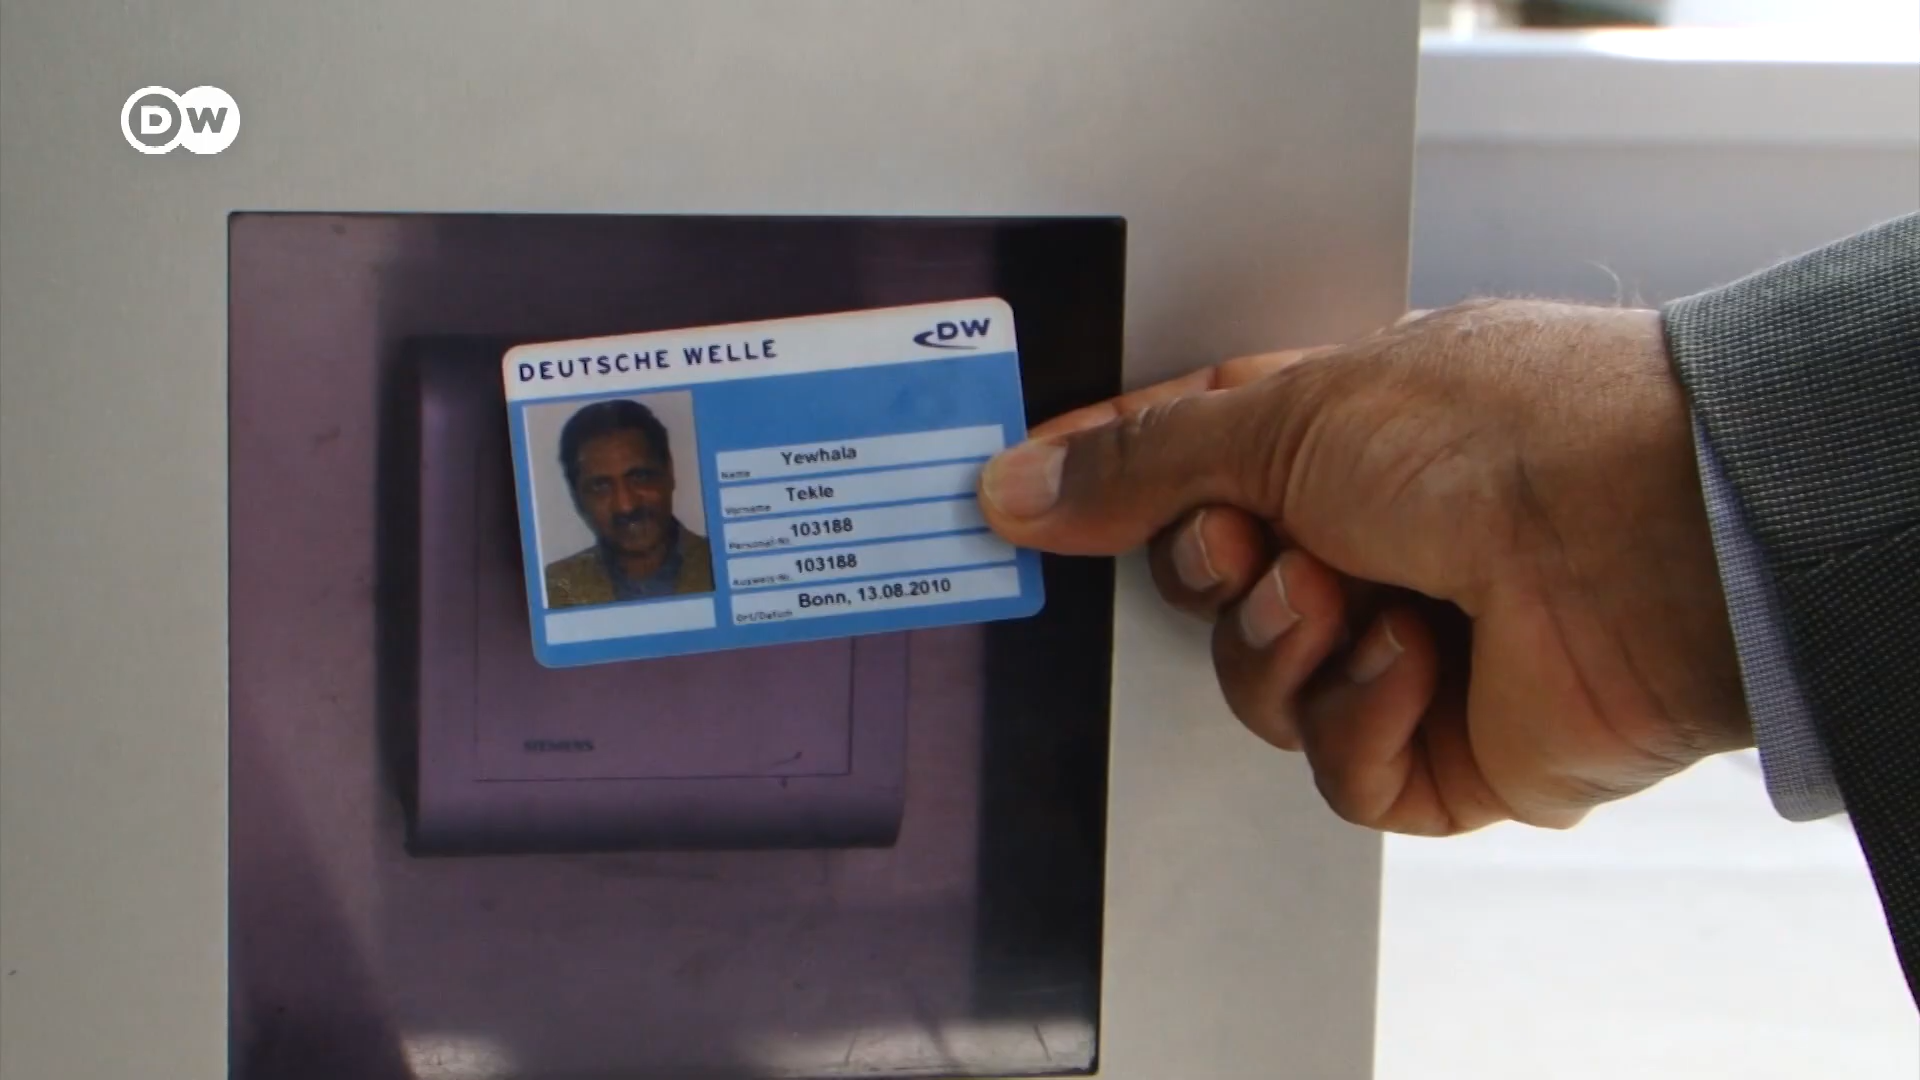 DW
DEUTSCHE WELLE
DW
Yewhala
Name
Tekle
Vorname
103188
Personal-Nr.
103188
Ausweis-Nr.
Bonn, 13.08.2010
Ort/Datum
SIEMENS